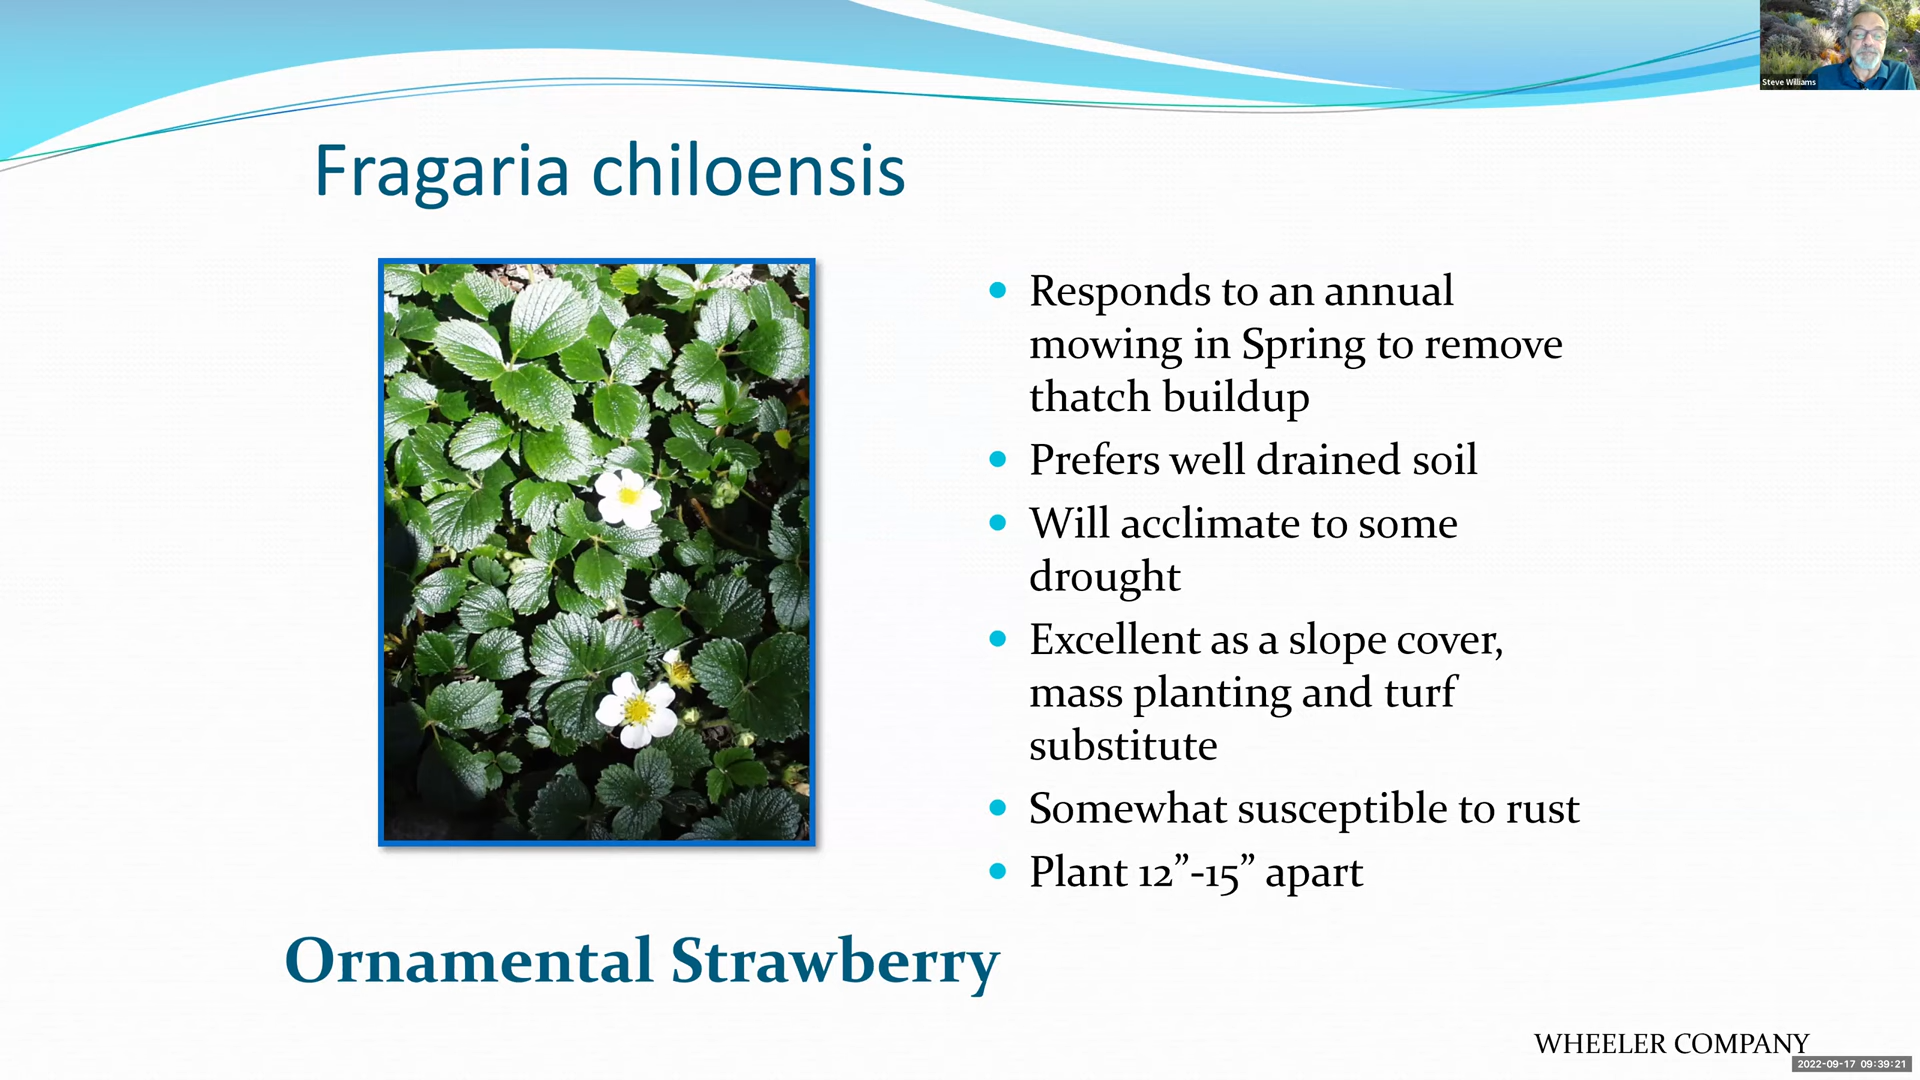 Steve Williams
Fragaria chiloensis
Responds to an annual
mowing in Spring to remove
thatch buildup
Prefers well drained soil
Will acclimate to some
drought
Excellent as a slope cover,
mass planting and turf
substitute
Somewhat susceptible to rust
Plant 12”-15” apart
Ornamental Strawberry
WHEELER COMPANY
2022-09-17 09:39:21